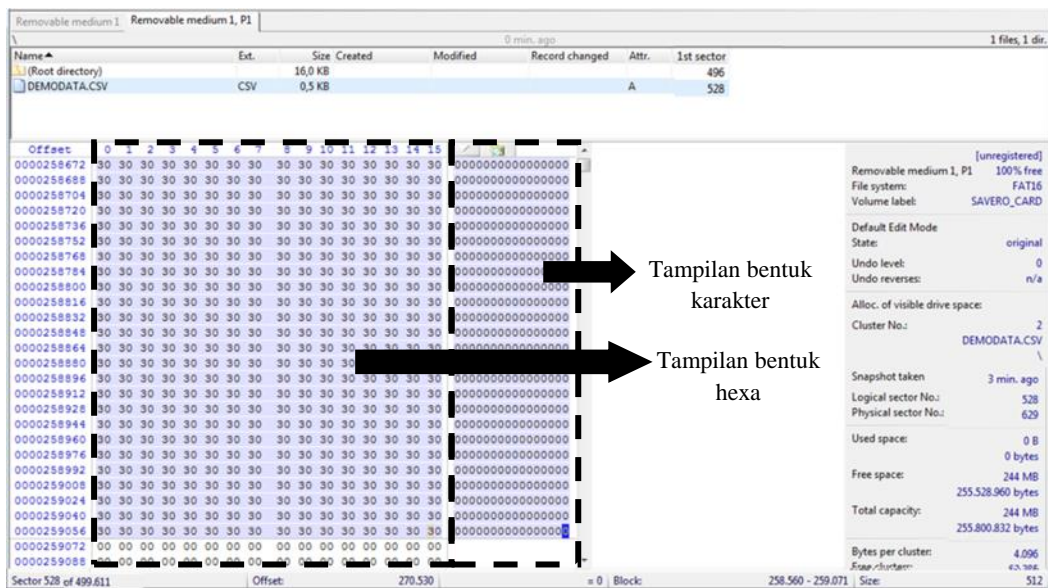 Removable medium 1 Removable medium 1, P1
\ 0 min. ago 1 files, 1 dir.
Name Ext. Size Created Modified Record changed Attr. 1st sector
(Root directory) 16,0 KB 496
DEMODATA.CSV CSV 0,5 KB A 528
Offset 0 1 2 3 4 5 6 7 8 9 10 11 12 13 14 15
0000258672 30 30 30 30 30 30 30 30 30 30 30 30 30 30 30 30 0000000000000000
0000258688 30 30 30 30 30 30 30 30 30 30 30 30 30 30 30 30 0000000000000000
0000258704 30 30 30 30 30 30 30 30 30 30 30 30 30 30 30 30 0000000000000000
0000258720 30 30 30 30 30 30 30 30 30 30 30 30 30 30 30 30 0000000000000000
0000258736 30 30 30 30 30 30 30 30 30 30 30 30 30 30 30 30 0000000000000000
0000258752 30 30 30 30 30 30 30 30 30 30 30 30 30 30 30 30 0000000000000000
0000258768 30 30 30 30 30 30 30 30 30 30 30 30 30 30 30 30 0000000000000000
0000258784 30 30 30 30 30 30 30 30 30 30 30 30 30 30 30 30
0000258800 30 30 30 30 30 30 30 30 30 30 30 30 30 30 30 30 0000000000000000
0000258816 30 30 30 30 30 30 30 30 30 30 30 30 30 30 30 30 0000000000000000
0000258832 30 30 30 30 30 30 30 30 30 30 30 30 30 30 30 30 0000000000000000
0000258848 30 30 30 30 30 30 30 30 30 30 30 30 30 30 30 30 0000000000000000
0000258864 30 30 30 30 30 30 30 30 30 30 30 30 30 30 30 30 0000000000000000
0000258880 30 30 30 30 30 30 30 30 30 30 30 30
0000258896 30 30 30 30 30 30 30 30 30 30 30 30 30 30 30 30 0000000000000000
0000258912 30 30 30 30 30 30 30 30 30 30 30 30 30 30 30 30 0000000000000000
0000258928 30 30 30 30 30 30 30 30 30 30 30 30 30 30 30 30 0000000000000000
0000258944 30 30 30 30 30 30 30 30 30 30 30 30 30 30 30 30 0000000000000000
0000258960 30 30 30 30 30 30 30 30 30 30 30 30 30 30 30 30 0000000000000000
0000258976 30 30 30 30 30 30 30 30 30 30 30 30 30 30 30 30 0000000000000000
0000258992 30 30 30 30 30 30 30 30 30 30 30 30 30 30 30 30 0000000000000000
0000259008 30 30 30 30 30 30 30 30 30 30 30 30 30 30 30 30 0000000000000000
0000259024 30 30 30 30 30 30 30 30 30 30 30 30 30 30 30 30 0000000000000000
0000259040 30 30 30 30 30 30 30 30 30 30 30 30 30 30 30 30 0000000000000000
0000259056 30 30 30 30 30 30 30 30 30 30 30 30 30 30 30 30 0000000000000000
0000259072 00 00 00 00 00 00 00 00 00 00 00 00 00 00 00 00
0000259088 00 00 00 00 00 00 00 00 00 00 00 00 00 00 00 00
Tampilan bentuk
karakter
Tampilan bentuk
hexa
[unregistered]
Removable medium 1, P1 100% free
File system: FAT16
Volume label: SAVERO_CARD
Default Edit Mode
State: original
Undo level: 0
Undo reverses: n/a
Alloc. of visible drive space:
Cluster No.: 2
DEMODATA.CSV
\
Snapshot taken 3 min. ago
Logical sector No.: 528
Physical sector No.: 629
Used space: 0 B
0 bytes
Free space: 244 MB
255.528.960 bytes
Total capacity: 244 MB
255.800.832 bytes
Bytes per cluster: 4.096
Free clusters:
Sector 528 of 499.611 Offset: 270.530 = 0 Block: 258.560 - 259.071 Size: 512